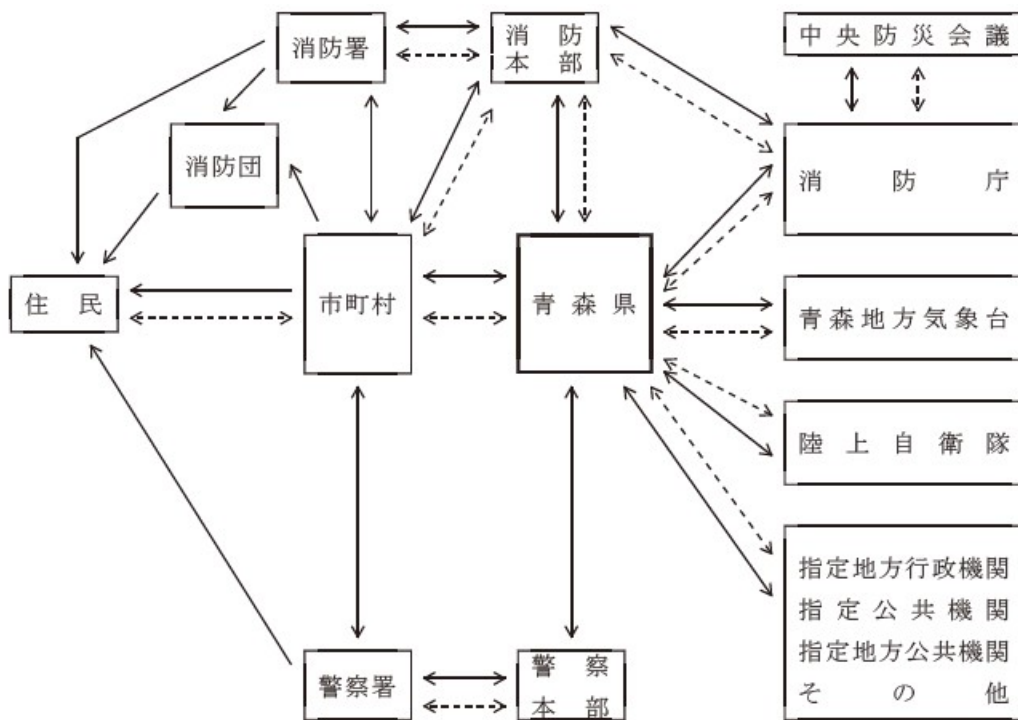 消防署
消防
本部
中央防災会議
消防団
消防庁
住民
市町村
青森県
青森地方気象台
陸上自衛隊
指定地方行政機関
指定公共機関
指定地方公共機関
その他
警察署
警察
本部